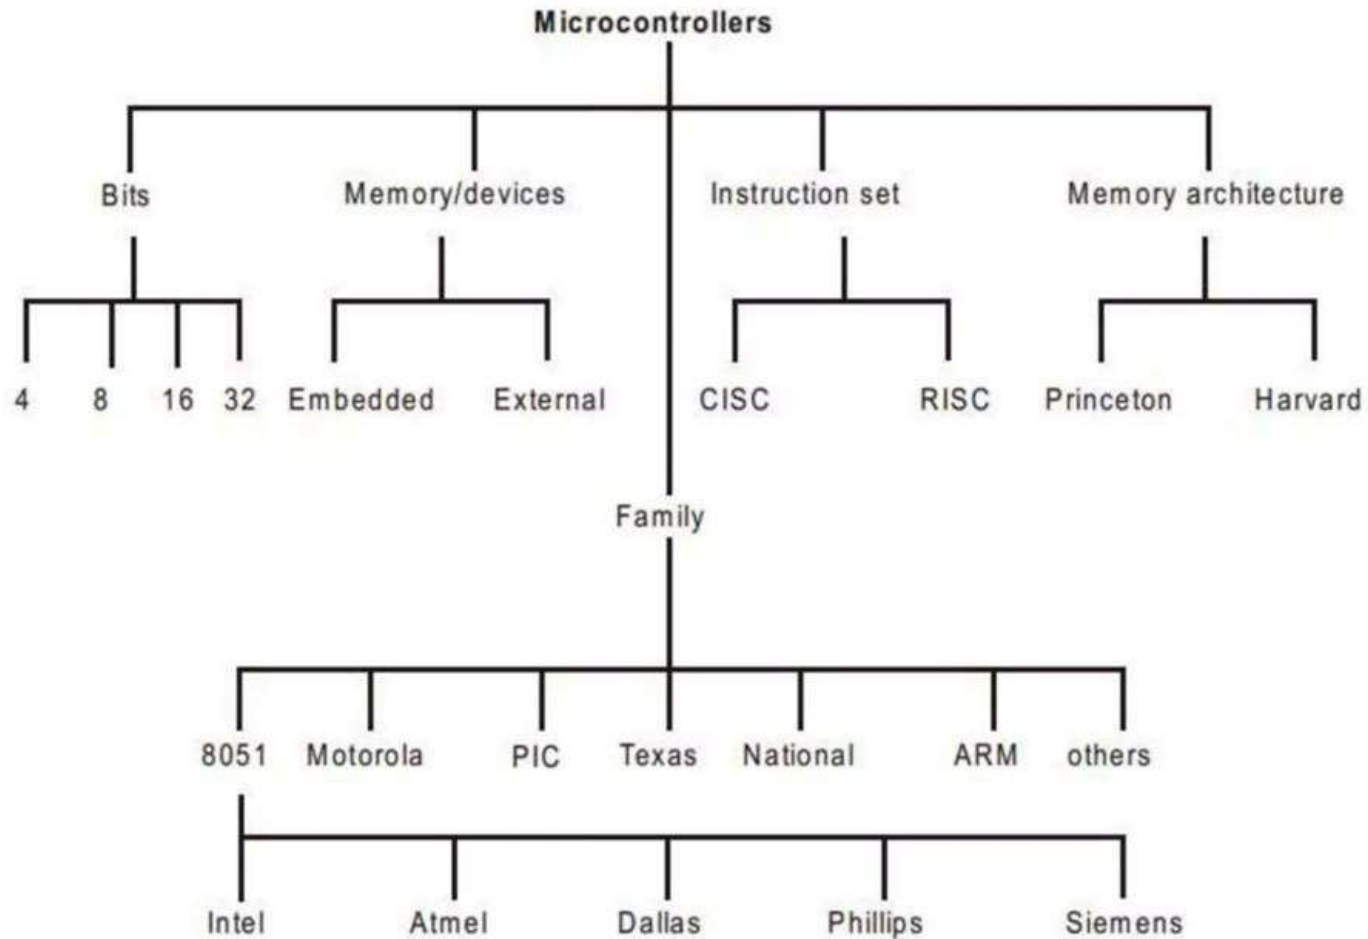 Microcontrollers
Bits Memory/devices Instruction set Memory architecture
4 8 16 32 Embedded External CISC RISC Princeton Harvard
Family
8051 Motorola PIC Texas National ARM others
Intel Atmel Dallas Phillips Siemens